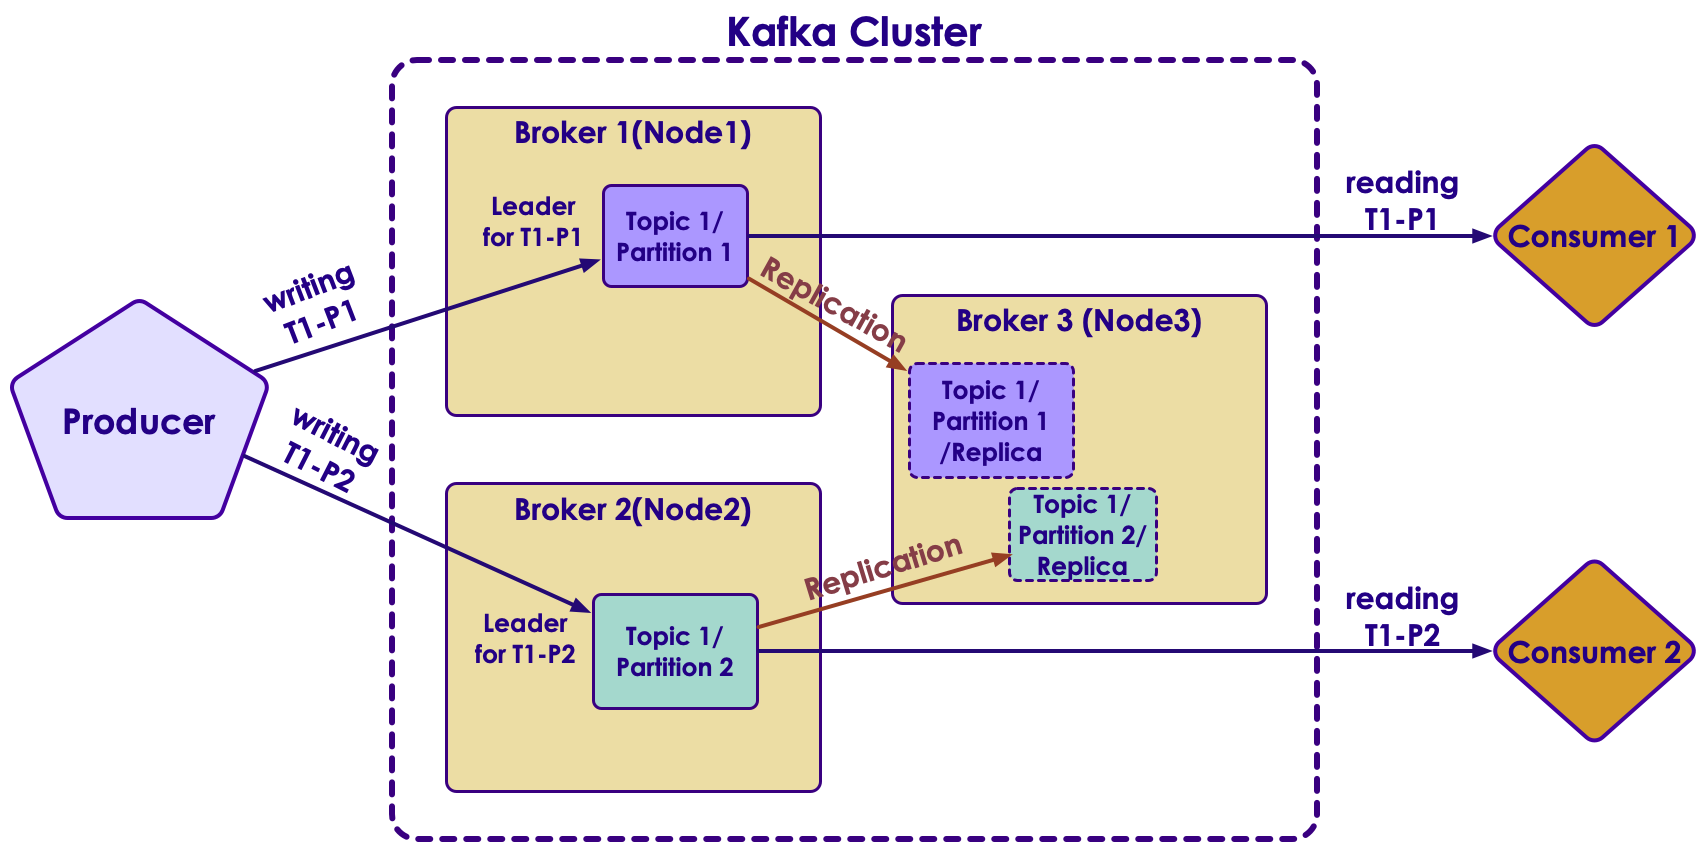 Kafka Cluster
Broker 1(Node1)
Leader
for T1-P1
Topic 1/
Partition 1
reading
T1-P1
Consumer 1
writing
T1-P1
Replication
Broker 3 (Node3)
Topic 1/
Partition 1
/Replica
Producer
writing
T1-P2
Broker 2(Node2)
Topic 1/
Partition 2/
Replica
Replication
Leader
for T1-P2
Topic 1/
Partition 2
reading
T1-P2
Consumer 2